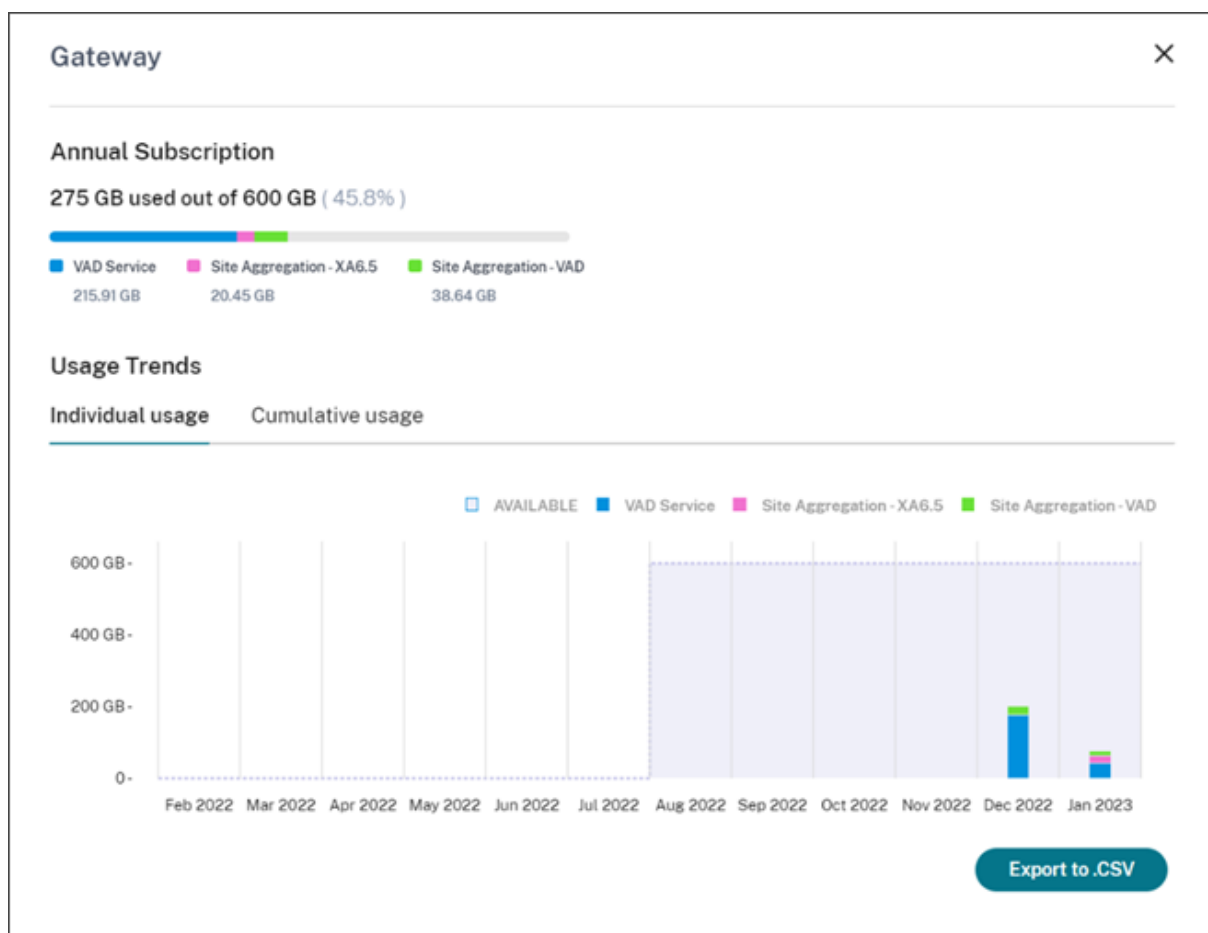 Gateway
Annual Subscription
275 GB used out of 600 GB ( 45.8% )
VAD Service Site Aggregation - XA6.5 Site Aggregation - VAD
215.91 GB 20.45 GB 38.64 GB
Usage Trends
Individual usage Cumulative usage
AVAILABLE VAD Service Site Aggregation - XA6.5 Site Aggregation - VAD
600 GB-
400 GB-
200 GB-
0-
Feb 2022 Mar 2022 Apr 2022 May 2022 Jun 2022 Jul 2022 Aug 2022 Sep 2022 Oct 2022 Nov 2022 Dec 2022 Jan 2023
Export to .CSV